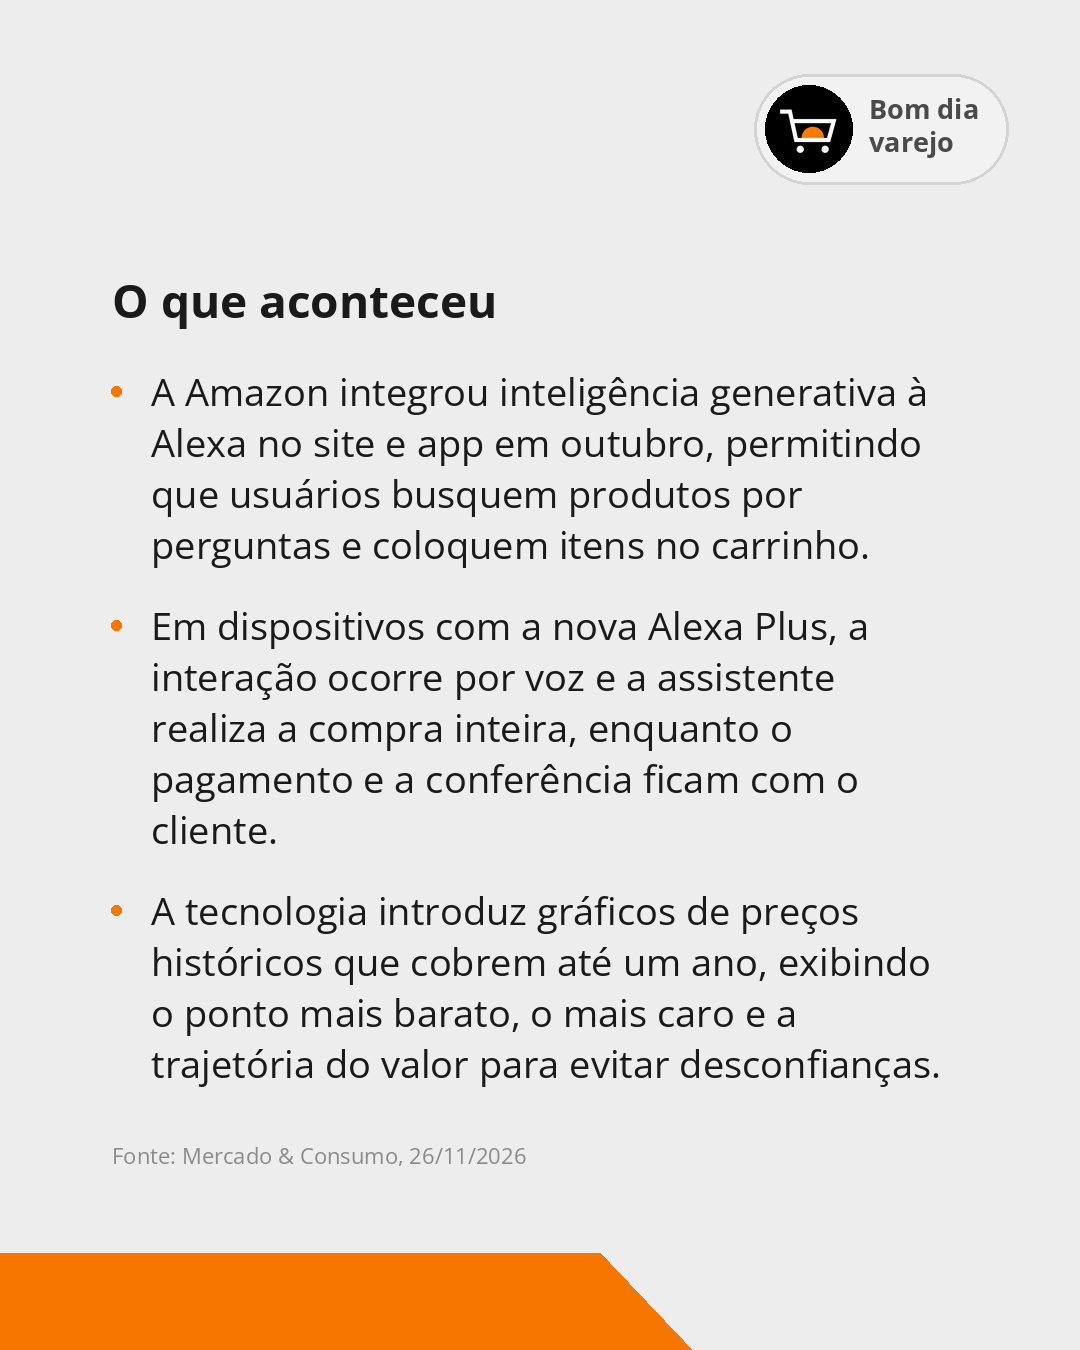 Bom dia
varejo
O que aconteceu
• A Amazon integrou inteligência generativa à
Alexa no site e app em outubro, permitindo
que usuários busquem produtos por
perguntas e coloquem itens no carrinho.
• Em dispositivos com a nova Alexa Plus, a
interação ocorre por voz e a assistente
realiza a compra inteira, enquanto o
pagamento e a conferência ficam com o
cliente.
• A tecnologia introduz gráficos de preços
históricos que cobrem até um ano, exibindo
o ponto mais barato, o mais caro e a
trajetória do valor para evitar desconfianças.
Fonte: Mercado & Consumo, 26/11/2026